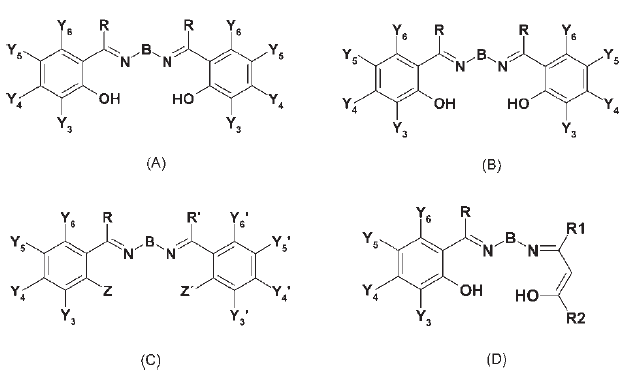 Y6 R R Y6
Y5 N B N Y5
Y4 OH HO Y4
Y3 Y3
(A)
Y6 R R Y6
Y5 N B N Y5
Y4 OH HO Y4
Y3 Y3
(B)
Y6 R R' Y6'
Y5 N B N Y5'
Y4 Z Z' Y4'
Y3 Y3'
(C)
Y6 R R1
Y5 N B N
Y4 OH HO
Y3 R2
(D)